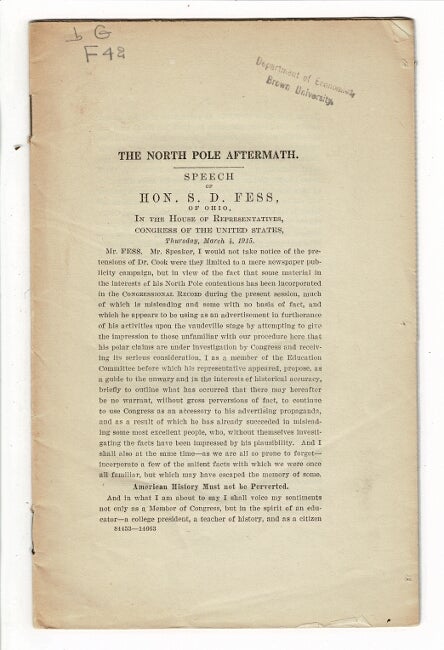 b G
F42
Department of Economics,
Brown University.
THE NORTH POLE AFTERMATH.
SPEECH
OF
HON. S. D. FESS,
OF OHIO,
IN THE HOUSE OF REPRESENTATIVES,
CONGRESS OF THE UNITED STATES,
Thursday, March 4, 1915.
Mr. FESS. Mr. Speaker, I would not take notice of the pre-
tensions of Dr. Cook were they limited to a mere newspaper pub-
licity campaign, but in view of the fact that some material in
the interests of his North Pole contentions has been incorporated
in the CONGRESSIONAL RECORD during the present session, much
of which is misleading and some with no basis of fact, and
which he appears to be using as an advertisement in furtherance
of his activities upon the vaudeville stage by attempting to give
the impression to those unfamiliar with our procedure here that
his polar claims are under investigation by Congress and receiv-
ing its serious consideration, I as a member of the Education
Committee before which his representative appeared, propose, as
a guide to the unwary and in the interests of historical accuracy,
briefly to outline what has occurred that there may hereafter
be no warrant, without gross perversions of fact, to continue
to use Congress as an accessory to his advertising propaganda,
and as a result of which he has already succeeded in mislead-
ing some most excellent people, who, without themselves investi-
gating the facts have been impressed by his plausibility. And I
shall also at the same time—as we are all so prone to forget—
incorporate a few of the salient facts with which we were once
all familiar, but which may have escaped the memory of some.
American History Must not be Perverted.
And in what I am about to say I shall voice my sentiments
not only as a Member of Congress, but in the spirit of an edu-
cator—a college president, a teacher of history, and as a citizen
84453—14663